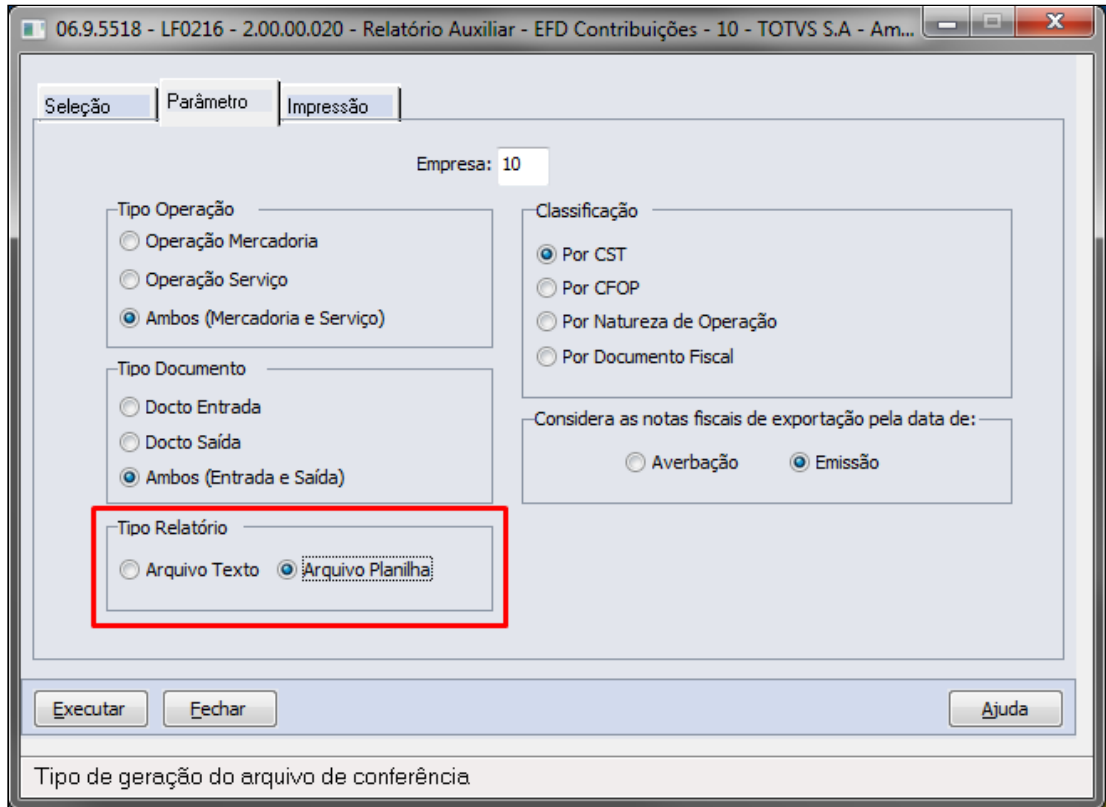 06.9.5518 - LF0216 - 2.00.00.020 - Relatório Auxiliar - EFD Contribuições - 10 - TOTVS S.A - Am...
Seleção Parâmetro Impressão
Empresa: 10
Tipo Operação
Operação Mercadoria
Operação Serviço
Ambos (Mercadoria e Serviço)
Classificação
Por CST
Por CFOP
Por Natureza de Operação
Por Documento Fiscal
Tipo Documento
Docto Entrada
Docto Saída
Ambos (Entrada e Saída)
Considera as notas fiscais de exportação pela data de:
Averbação Emissão
Tipo Relatório
Arquivo Texto Arquivo Planilha
Executar Fechar Ajuda
Tipo de geração do arquivo de conferência